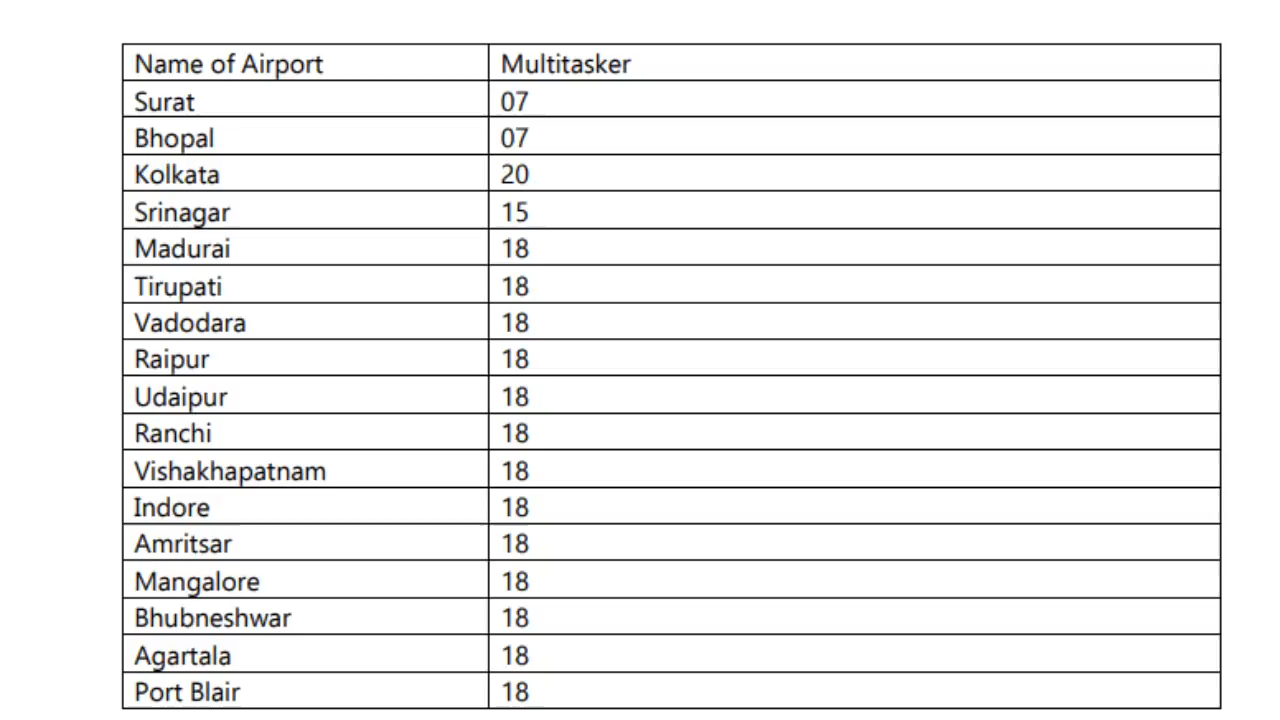 Name of Airport Multitasker
Surat 07
Bhopal 07
Kolkata 20
Srinagar 15
Madurai 18
Tirupati 18
Vadodara 18
Raipur 18
Udaipur 18
Ranchi 18
Vishakhapatnam 18
Indore 18
Amritsar 18
Mangalore 18
Bhubneshwar 18
Agartala 18
Port Blair 18